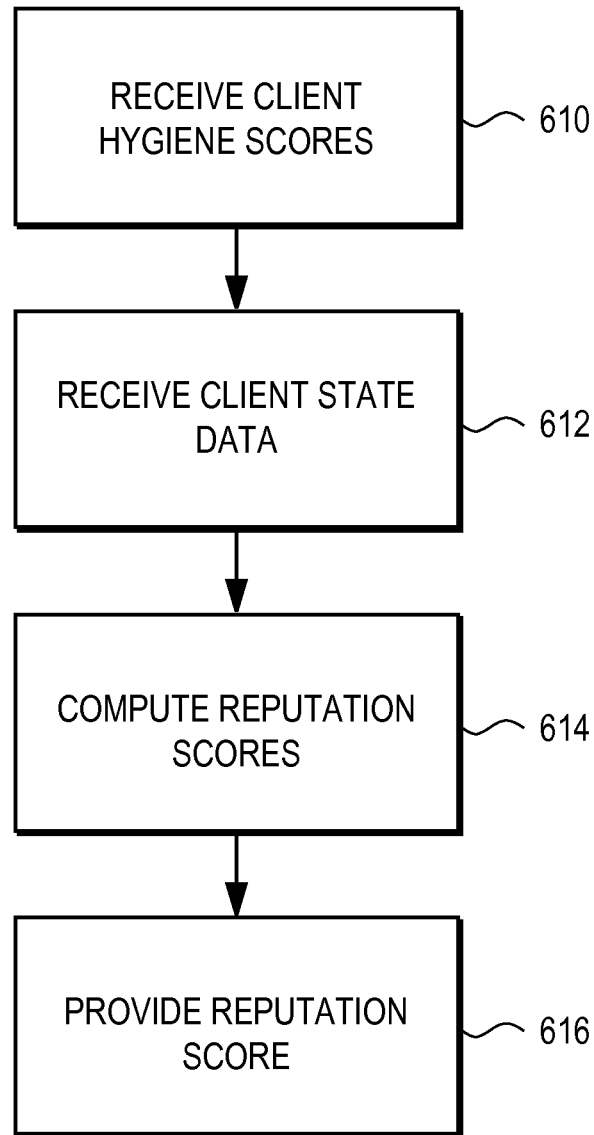 RECEIVE CLIENT
HYGIENE SCORES
610
RECEIVE CLIENT STATE
DATA
612
COMPUTE REPUTATION
SCORES
614
PROVIDE REPUTATION
SCORE
616